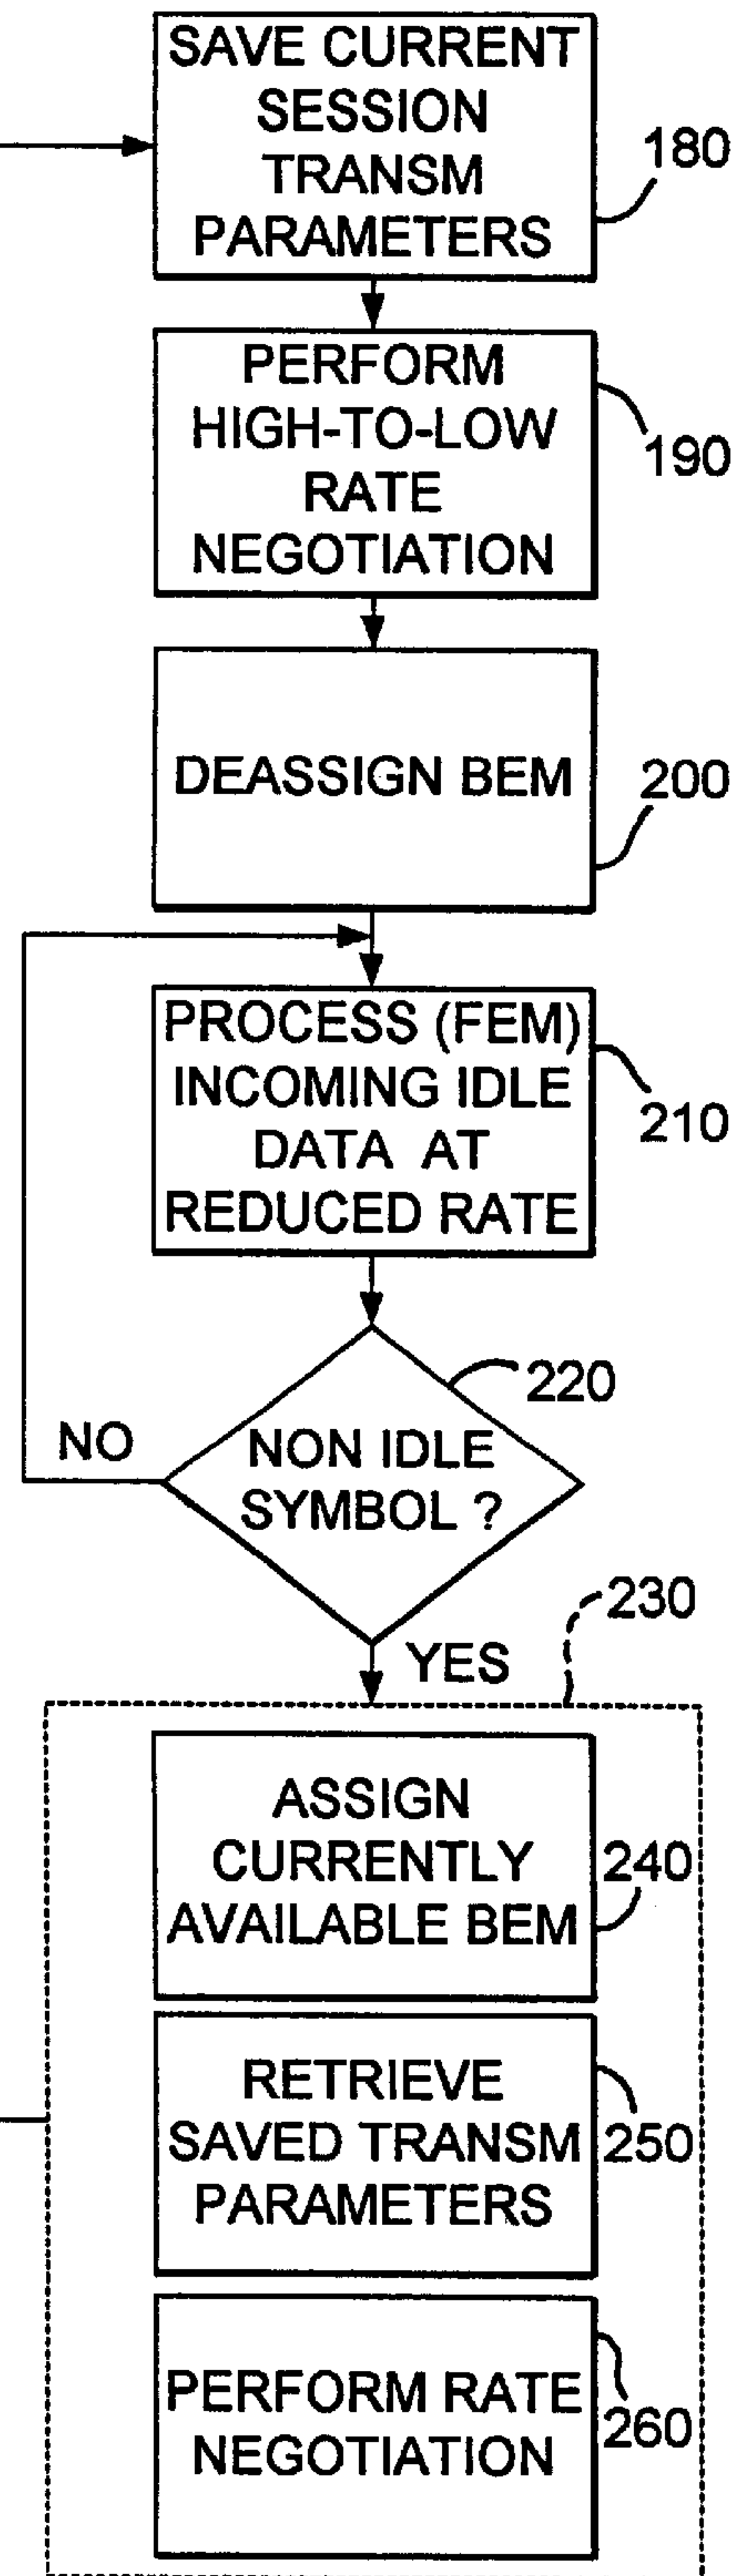 SAVE CURRENT
SESSION
TRANSM
PARAMETERS
180
PERFORM
HIGH-TO-LOW
RATE
NEGOTIATION
190
DEASSIGN BEM
200
PROCESS (FEM)
INCOMING IDLE
DATA AT
REDUCED RATE
210
220
NO
NON IDLE
SYMBOL ?
230
YES
ASSIGN
CURRENTLY
AVAILABLE BEM
240
RETRIEVE
SAVED TRANSM
PARAMETERS
250
PERFORM RATE
NEGOTIATION
260